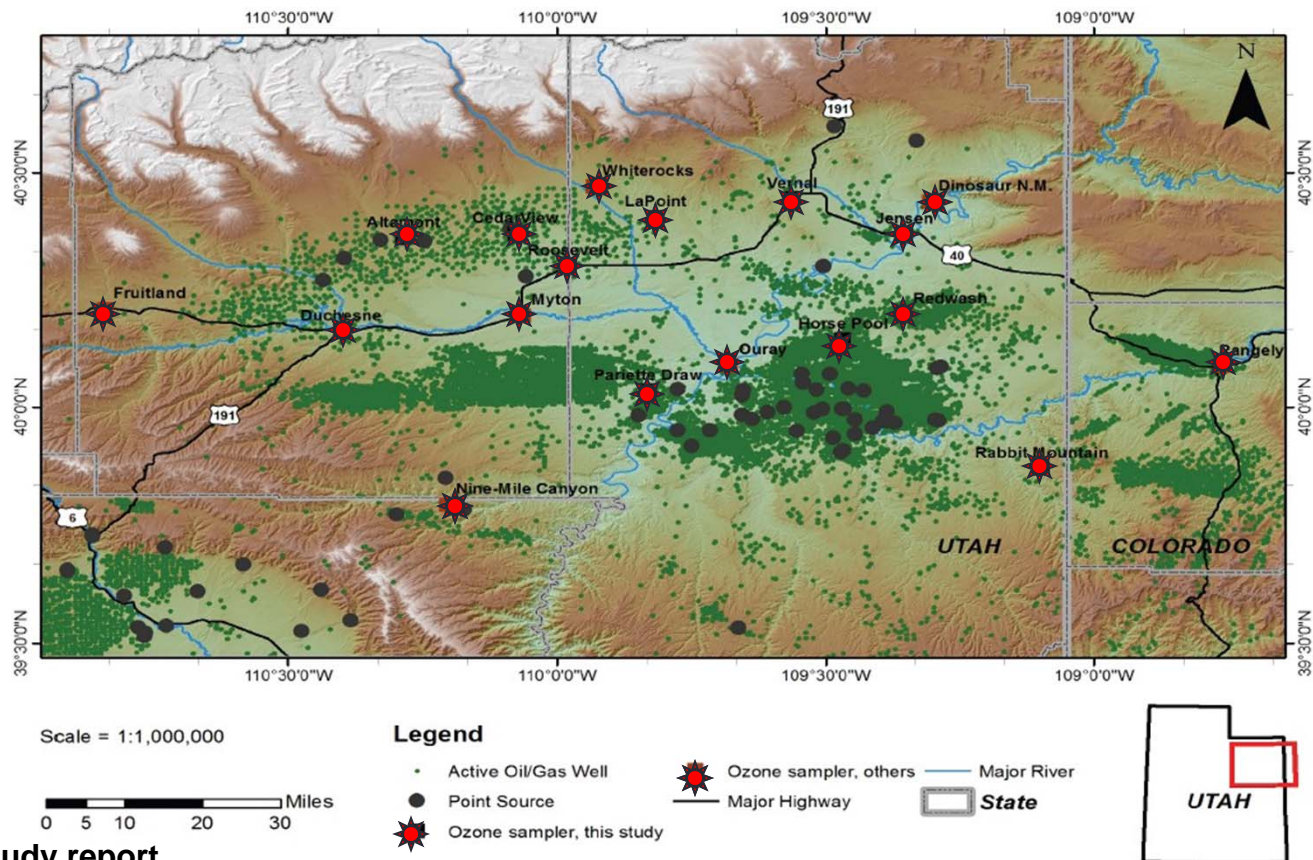 110°30'0"W 110°0'0"W 109°30'0"W 109°0'0"W
N
191
40°30'0"N 40°30'0"N
Whiterocks
Vernal
Dinosaur N.M.
LaPoint
Altamont
CedarView
Jensen
Roosevelt
40
Fruitland
Myton
Redwash
Duchesne
Horse Pool
Ouray
Rangely
Pariette Draw
191
40°0'0"N 40°0'0"N
Rabbit Mountain
Nine-Mile Canyon
6
UTAH COLORADO
39°30'0"N 39°30'0"N
110°30'0"W 110°0'0"W 109°30'0"W 109°0'0"W
Scale = 1:1,000,000
Miles
0 5 10 20 30
Legend
Active Oil/Gas Well
Point Source
Ozone sampler, this study
Ozone sampler, others
Major Highway
Major River
State
UTAH
report